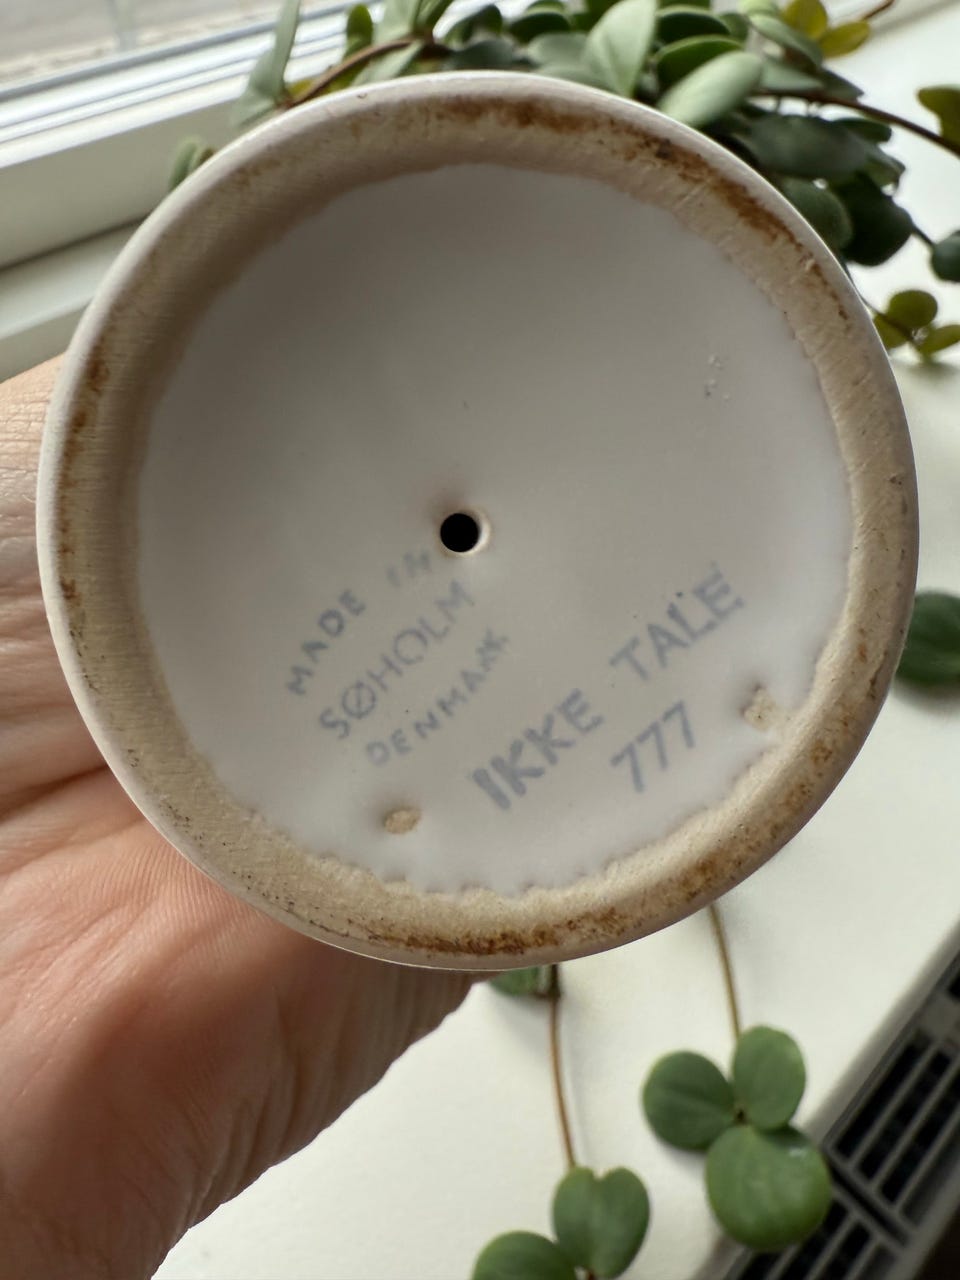 MADE IN
SØHOLM
DENMARK
IKKE TALE
777